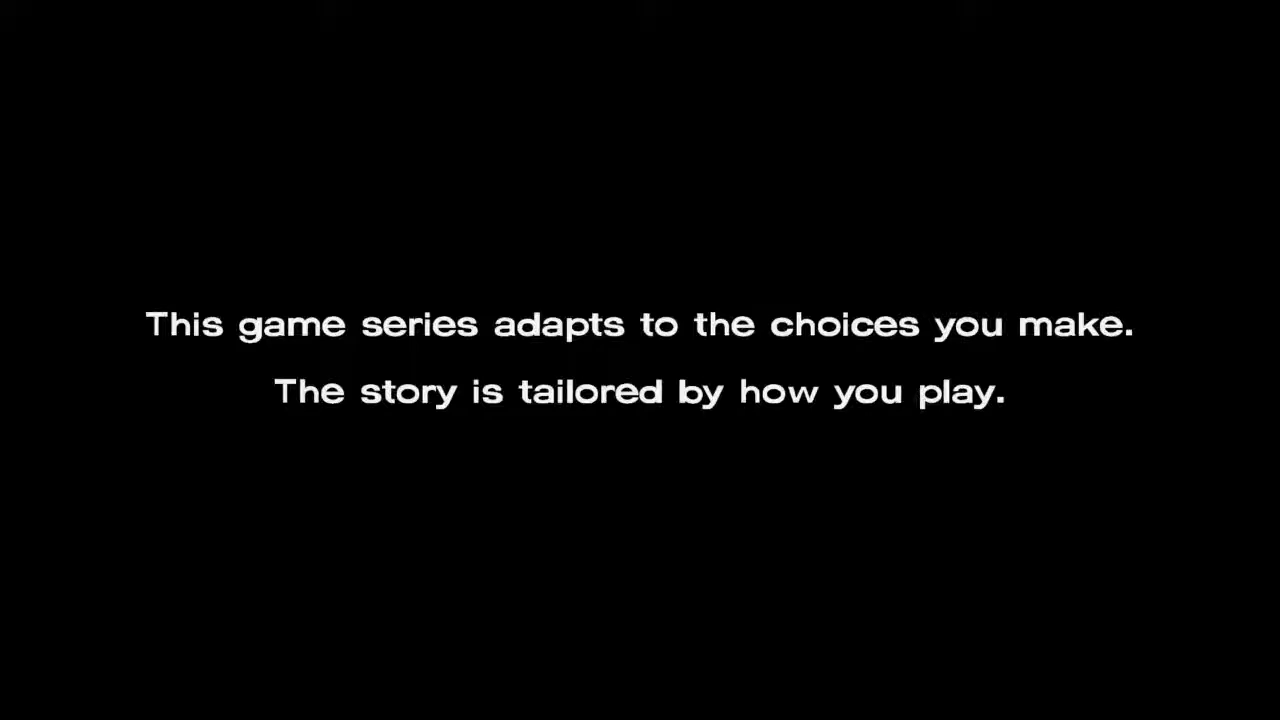 This game series adapts to the choices you make.
The story is tailored by how you play.